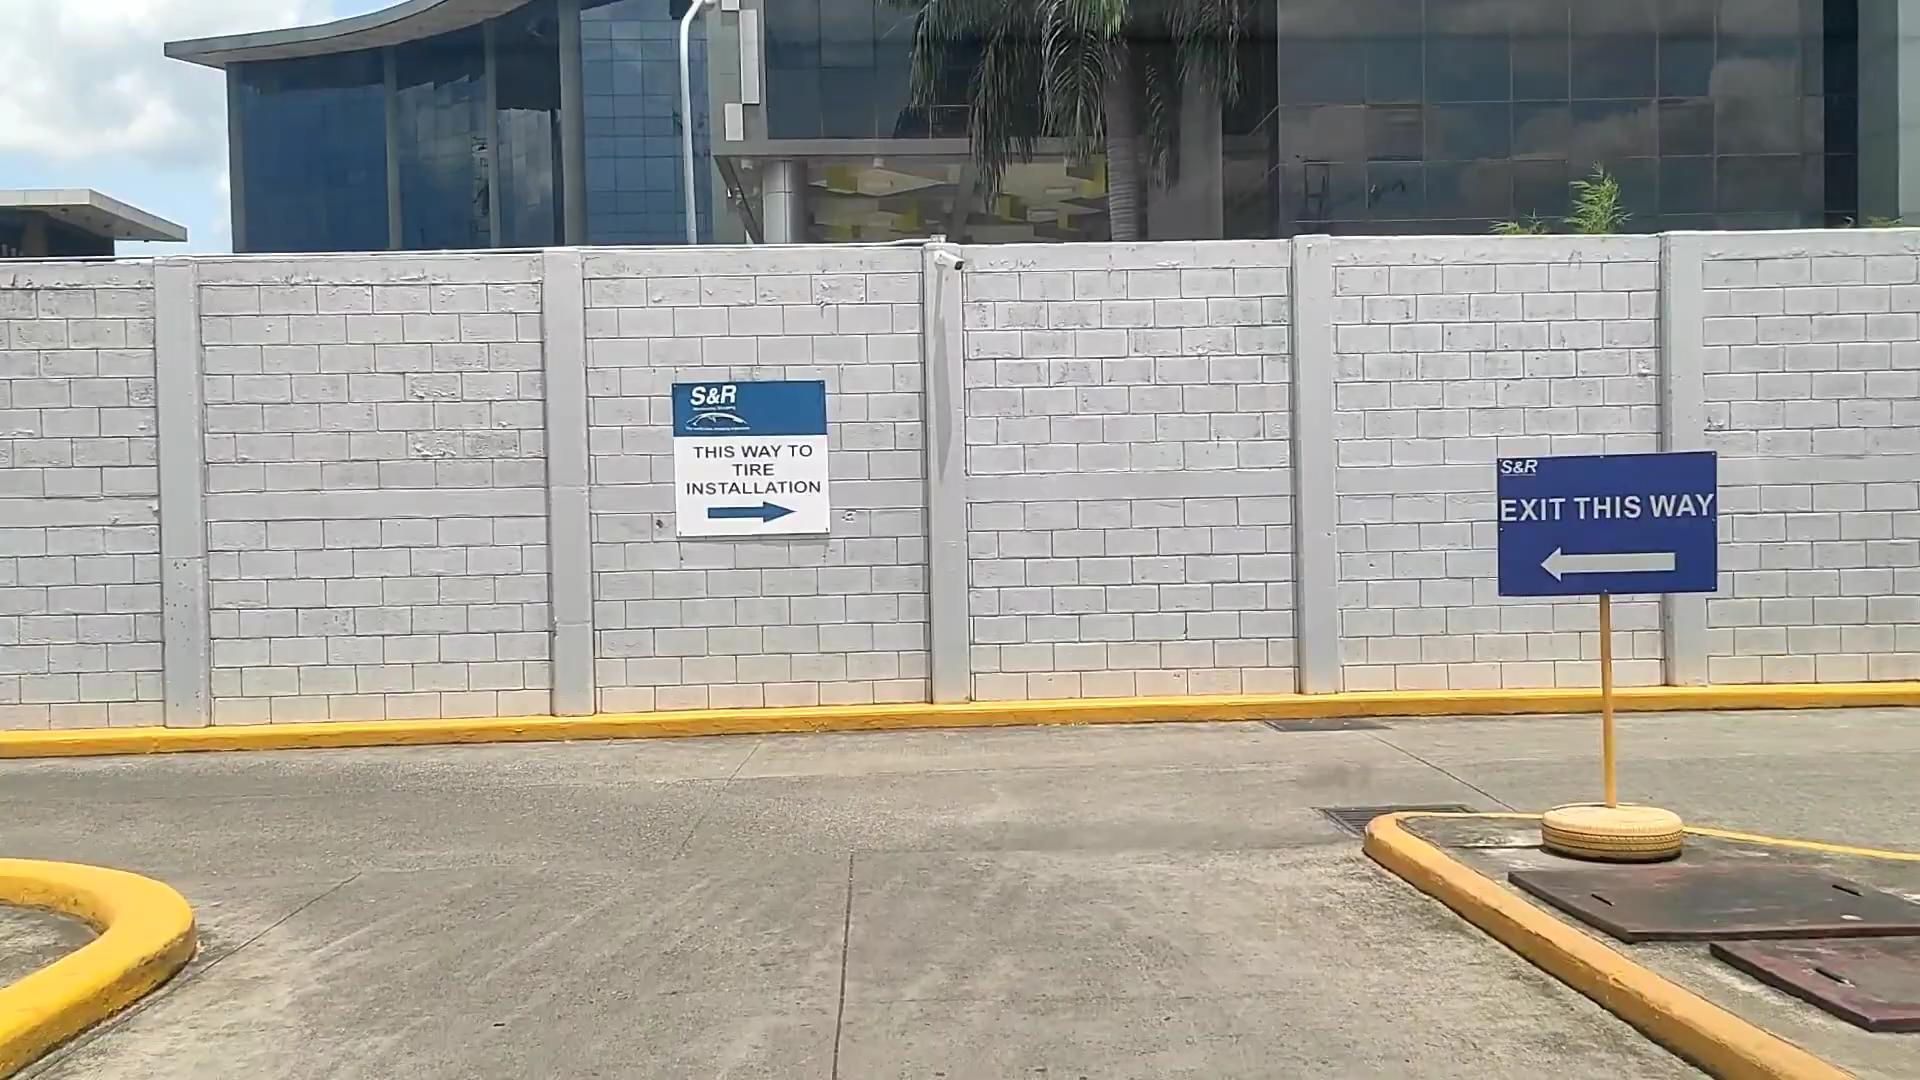 S&R
THIS WAY TO
TIRE
INSTALLATION
S&R
EXIT THIS WAY